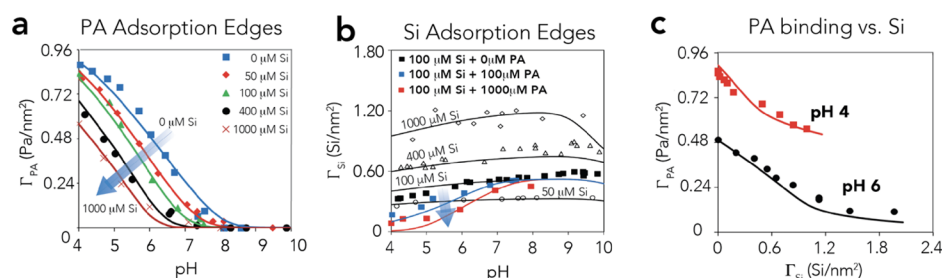 a PA Adsorption Edges
0.96
0.72
0.48
0.24
0
4 5 6 7 8 9 10
pH
Γ_PA (Pa/nm²)
0 μM Si
50 μM Si
100 μM Si
400 μM Si
1000 μM Si
0 μM Si
1000 μM Si
b Si Adsorption Edges
1.80
1.20
0.60
0
4 5 6 7 8 9 10
pH
Γ_Si (Si/nm²)
100 μM Si + 0μM PA
100 μM Si + 100μM PA
100 μM Si + 1000μM PA
1000 μM Si
400 μM Si
100 μM Si
50 μM Si
c PA binding vs. Si
0.96
0.72
0.48
0.24
0
0 0.6 1.2 1.8 2.4
Γ_Si (Si/nm²)
Γ_PA (Pa/nm²)
pH 4
pH 6